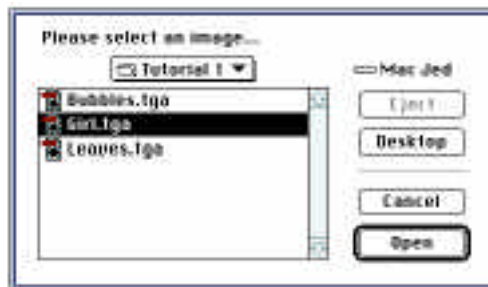 Please select an image...
Tutorial 1
Mac Jed
Bubbles.tga
Eject
Girl.tga
Desktop
Leaves.tga
Cancel
Open